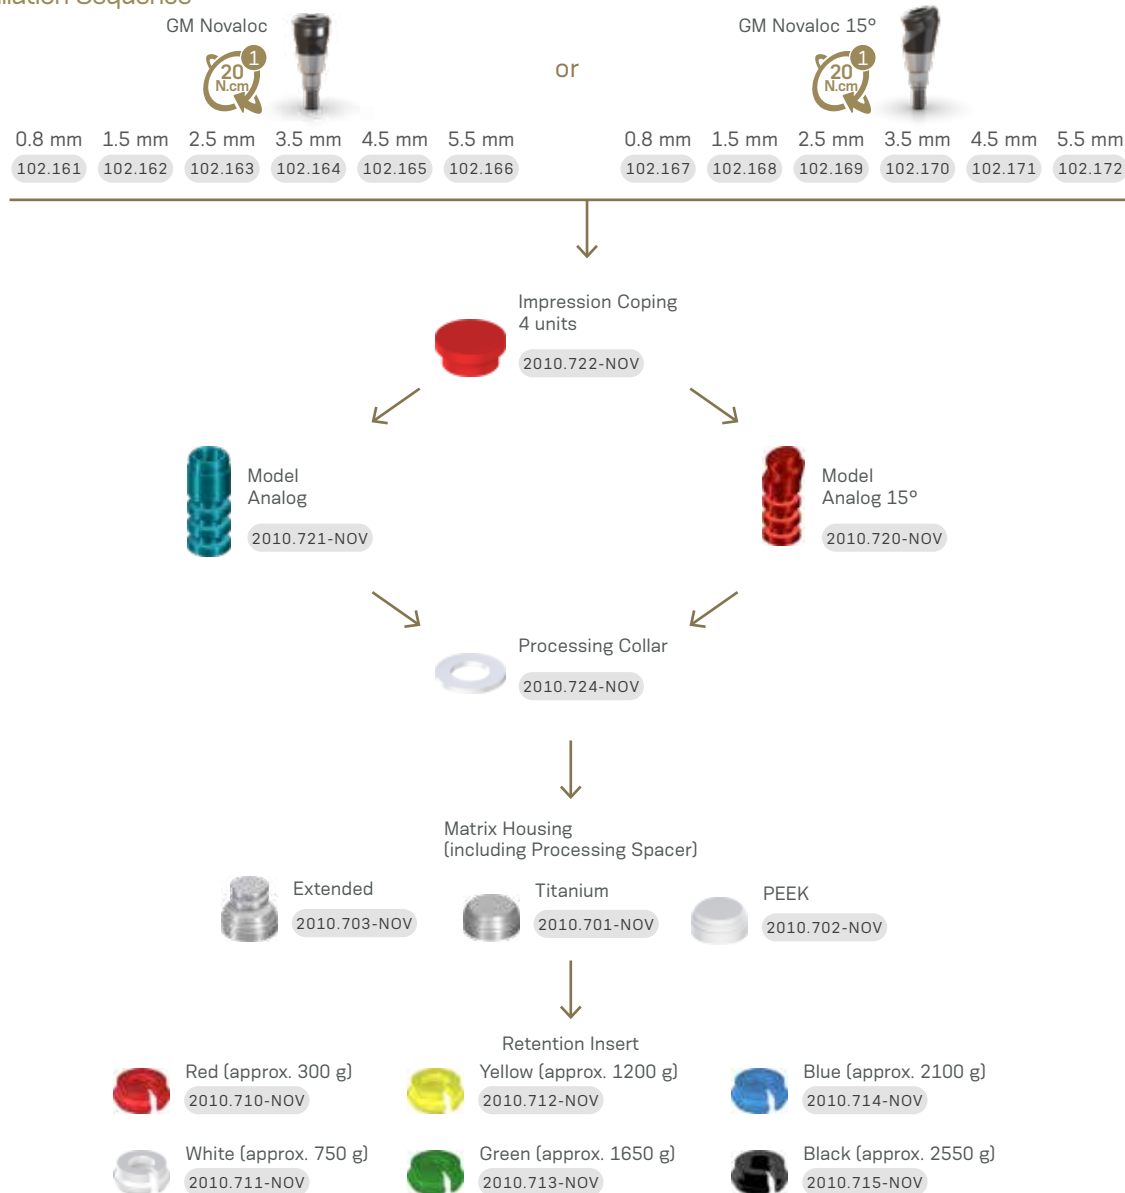 GM Novaloc
1
20
N.cm
or
GM Novaloc 15°
1
20
N.cm
0.8 mm 1.5 mm 2.5 mm 3.5 mm 4.5 mm 5.5 mm
102.161 102.162 102.163 102.164 102.165 102.166
0.8 mm 1.5 mm 2.5 mm 3.5 mm 4.5 mm 5.5 mm
102.167 102.168 102.169 102.170 102.171 102.172
Impression Coping
4 units
2010.722-NOV
Model
Analog
2010.721-NOV
Model
Analog 15°
2010.720-NOV
Processing Collar
2010.724-NOV
Matrix Housing
(including Processing Spacer)
Extended
2010.703-NOV
Titanium
2010.701-NOV
PEEK
2010.702-NOV
Retention Insert
Red (approx. 300 g)
2010.710-NOV
Yellow (approx. 1200 g)
2010.712-NOV
Blue (approx. 2100 g)
2010.714-NOV
White (approx. 750 g)
2010.711-NOV
Green (approx. 1650 g)
2010.713-NOV
Black (approx. 2550 g)
2010.715-NOV